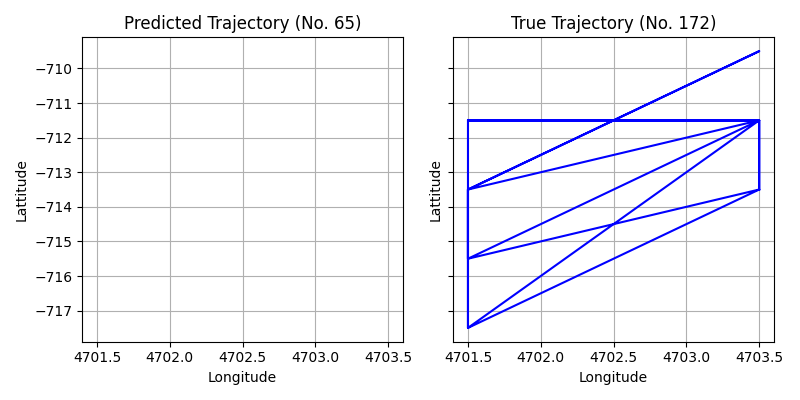 Predicted Trajectory (No. 65)
True Trajectory (No. 172)
Lattitude
−710
−711
−712
−713
−714
−715
−716
−717
4701.5 4702.0 4702.5 4703.0 4703.5
Longitude
Lattitude
4701.5 4702.0 4702.5 4703.0 4703.5
Longitude